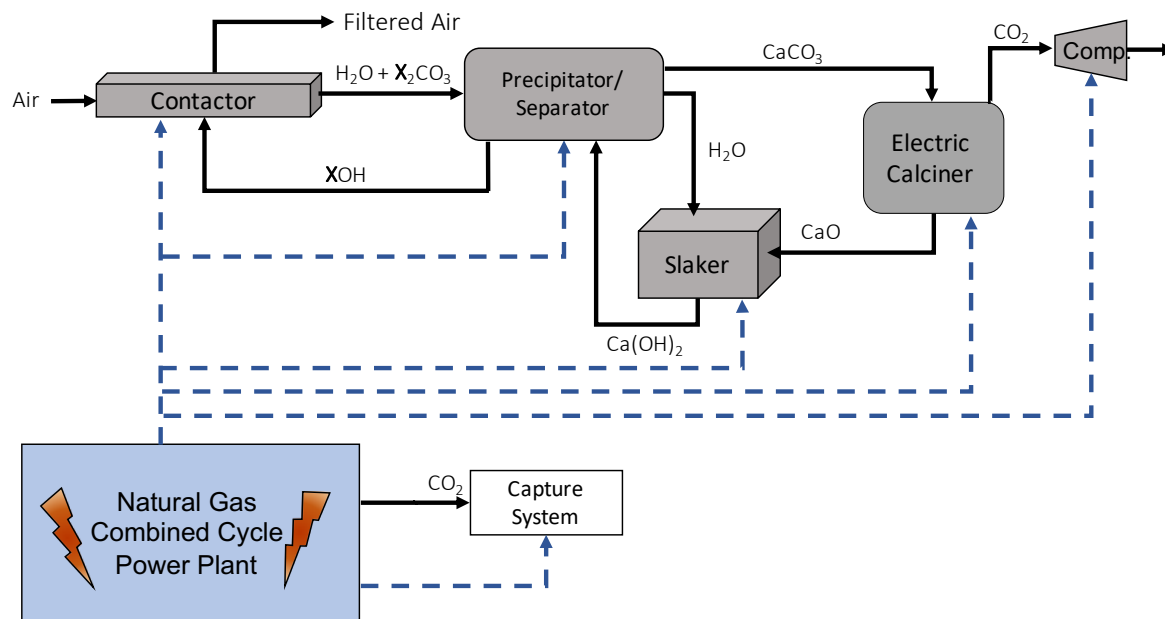 Filtered Air
CO₂
Air
Contactor
H₂O + X₂CO₃
Precipitator/
Separator
CaCO₃
Comp.
Electric
Calciner
H₂O
XOH
CaO
Slaker
Ca(OH)₂
Natural Gas
Combined Cycle
Power Plant
CO₂
Capture
System